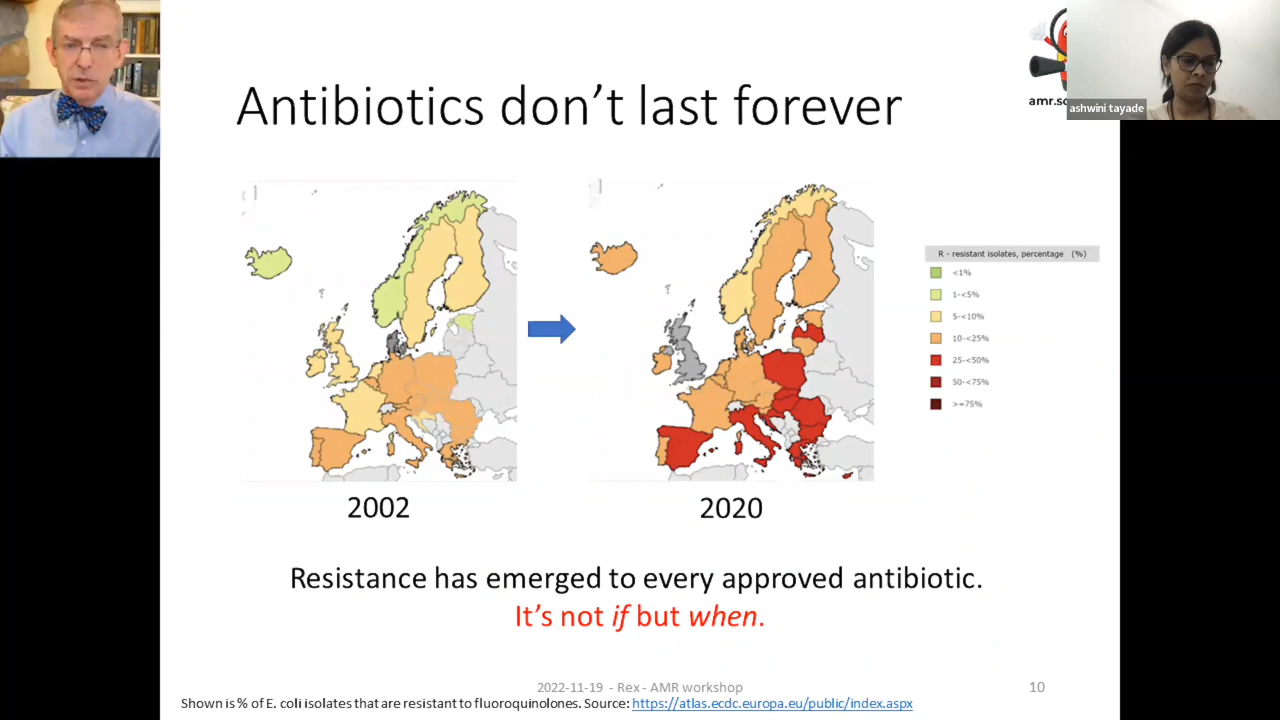 Antibiotics don't last forever
amr.so
ashwini tayade
R - resistant isolates, percentage (%)
<1%
1-<5%
5-<10%
10-<25%
25-<50%
50-<75%
>=75%
2002
2020
Resistance has emerged to every approved antibiotic.
It's not if but when.
2022-11-19 - Rex - AMR workshop
10
Shown is % of E. coli isolates that are resistant to fluoroquinolones. Source: https://atlas.ecdc.europa.eu/public/index.aspx